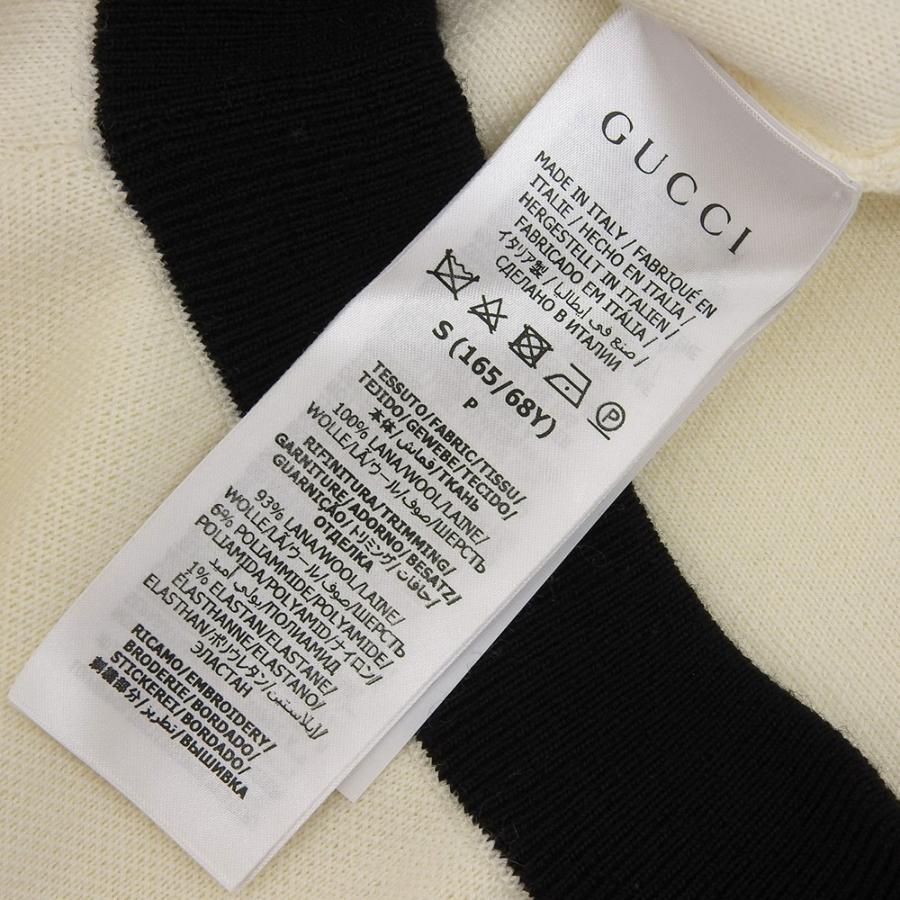 GUCCI
MADE IN ITALY / FABRIQUÉ EN
ITALIE / HECHO EN ITALIA /
HERGESTELLT IN ITALIEN /
FABRICADO EM ITÁLIA /
イタリア製 / صنع في إيطاليا /
СДЕЛАНО В ИТАЛИИ
P
S (165/68Y)
P
TESSUTO/FABRIC/TISSU/
TEJIDO/GEWEBE/TECIDO/
本体/قماش/ТКАНЬ
100% LANA/WOOL/LAINE/
WOLLE/LÃ/ウール/صوف/ШЕРСТЬ
RIFINITURA/TRIMMING/
GARNITURE/ADORNO/BESATZ/
GUARNIÇÃO/トリミング/حافات/
ОТДЕЛКА
93% LANA/WOOL/LAINE/
WOLLE/LÃ/ウール/صوف/ШЕРСТЬ
6% POLIAMMIDE/POLYAMIDE/
POLIAMIDA/POLYAMID/ナイロン/
POLIAMIDA/بولي أميد/ПОЛИАМИД
1% ELASTAN/ELASTANE/
ÉLASTHANNE/ELASTANO/
ELASTHAN/ポリウレタン/إيلاستين/
ЭЛАСТАН
RICAMO/EMBROIDERY/
BRODERIE/BORDADO/
STICKEREI/BORDADO/
刺繍部分/تطريز/ВЫШИВКА